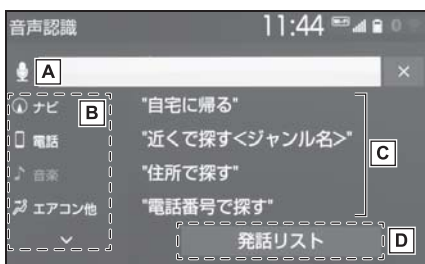 音声認識 11:44
A ×
ナビ B "自宅に帰る"
電話 "近くで探す<ジャンル名>"
音楽 "住所で探す" C
エアコン他 "電話番号で探す"
発話リスト D